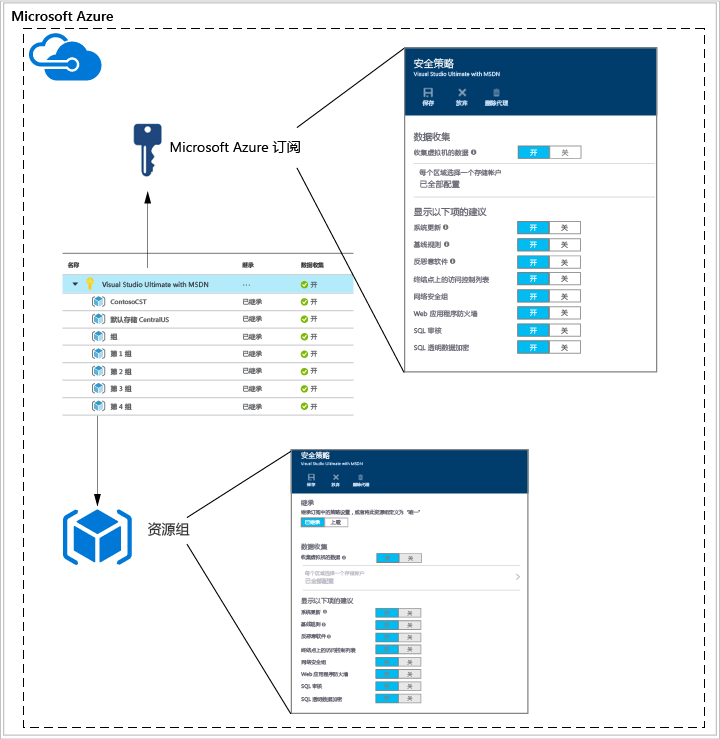 Microsoft Azure
Microsoft Azure 订阅
安全策略
Visual Studio Ultimate with MSDN
保存 放弃 删除代理
数据收集
收集虚拟机的数据 开 关
每个区域选择一个存储帐户
已全部配置
显示以下项的建议
系统更新 开 关
基线规则 开 关
反恶意软件 开 关
终结点上的访问控制列表 开 关
网络安全组 开 关
Web 应用程序防火墙 开 关
SQL 审核 开 关
SQL 透明数据加密 开 关
名称 继承 数据收集
Visual Studio Ultimate with MSDN ... 开
ContosoCST 已继承 开
默认存储 CentralUS 已继承 开
组 已继承 开
第 1 组 已继承 开
第 2 组 已继承 开
第 3 组 已继承 开
第 4 组 已继承 开
资源组
安全策略
Visual Studio Ultimate with MSDN
保存 放弃 删除代理
继承
继承订阅中的策略设置，或者将此资源组定义为 "唯一"
已继承
数据收集
收集虚拟机的数据 关
每个区域选择一个存储帐户
已全部配置
显示以下项的建议
系统更新 关
基线规则 关
反恶意软件 关
终结点上的访问控制列表 关
网络安全组 关
Web 应用程序防火墙 关
SQL 审核 关
SQL 透明数据加密 关